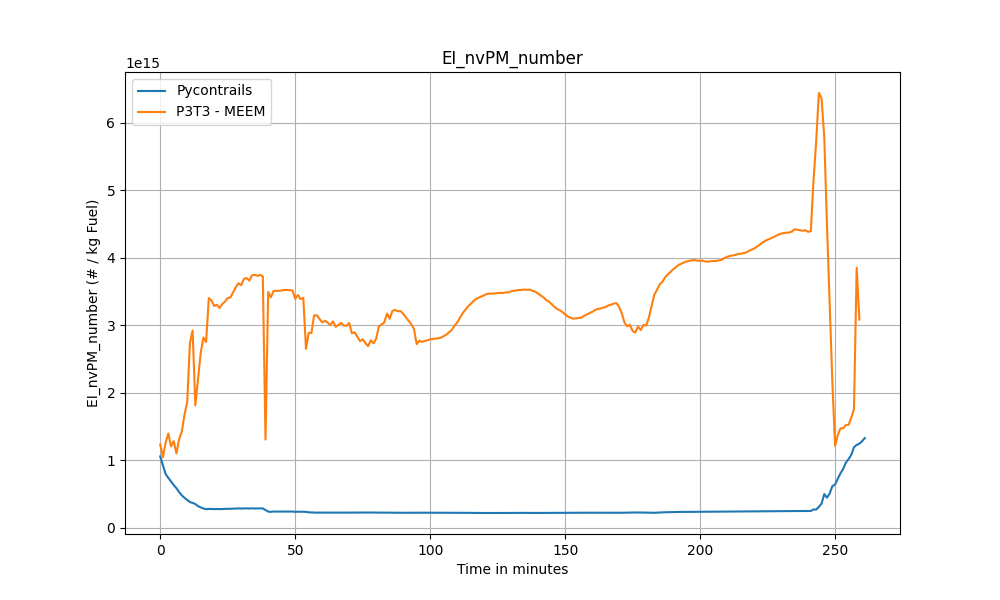 EI_nvPM_number
1e15
Pycontrails
P3T3 - MEEM
EI_nvPM_number (# / kg Fuel)
6
5
4
3
2
1
0
0 50 100 150 200 250
Time in minutes